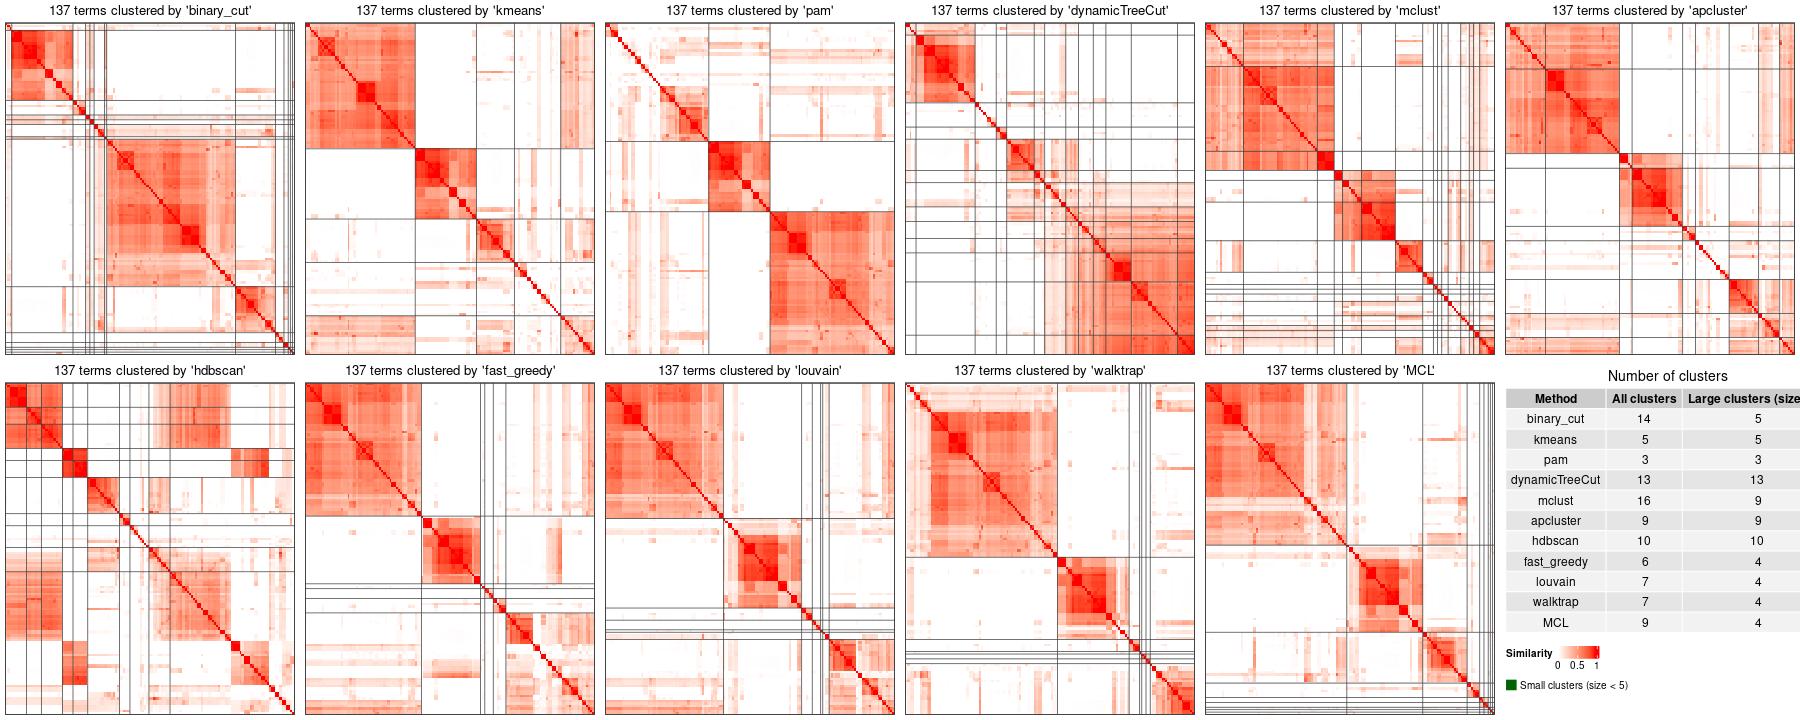 137 terms clustered by 'binary_cut'
137 terms clustered by 'kmeans'
137 terms clustered by 'pam'
137 terms clustered by 'dynamicTreeCut'
137 terms clustered by 'mclust'
137 terms clustered by 'apcluster'
137 terms clustered by 'hdbscan'
137 terms clustered by 'fast_greedy'
137 terms clustered by 'louvain'
137 terms clustered by 'walktrap'
137 terms clustered by 'MCL'
Number of clusters
Method All clusters Large clusters (size
binary_cut 14 5
kmeans 5 5
pam 3 3
dynamicTreeCut 13 13
mclust 16 9
apcluster 9 9
hdbscan 10 10
fast_greedy 6 4
louvain 7 4
walktrap 7 4
MCL 9 4
Similarity
0 0.5 1
Small clusters (size < 5)